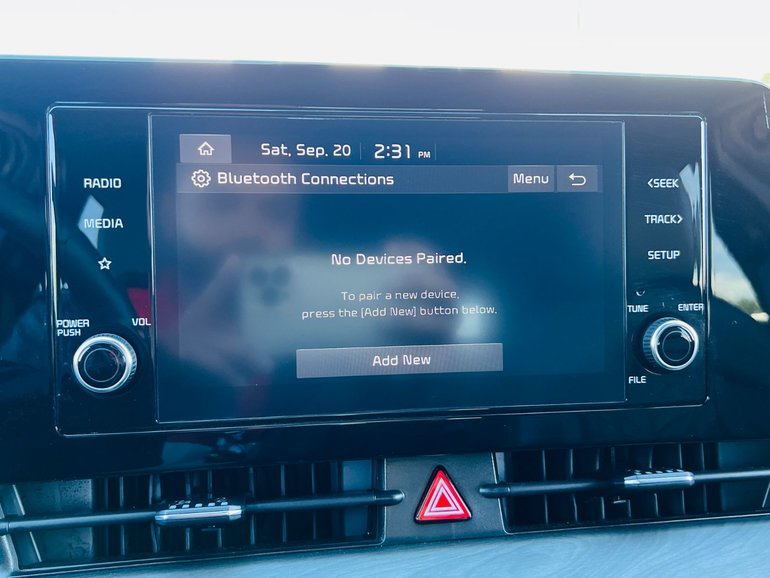 Sat, Sep. 20 2:31 PM
Bluetooth Connections Menu
RADIO
MEDIA
<SEEK
TRACK>
SETUP
No Devices Paired.
To pair a new device,
press the [Add New] button below.
Add New
POWER
PUSH
VOL
TUNE
ENTER
FILE